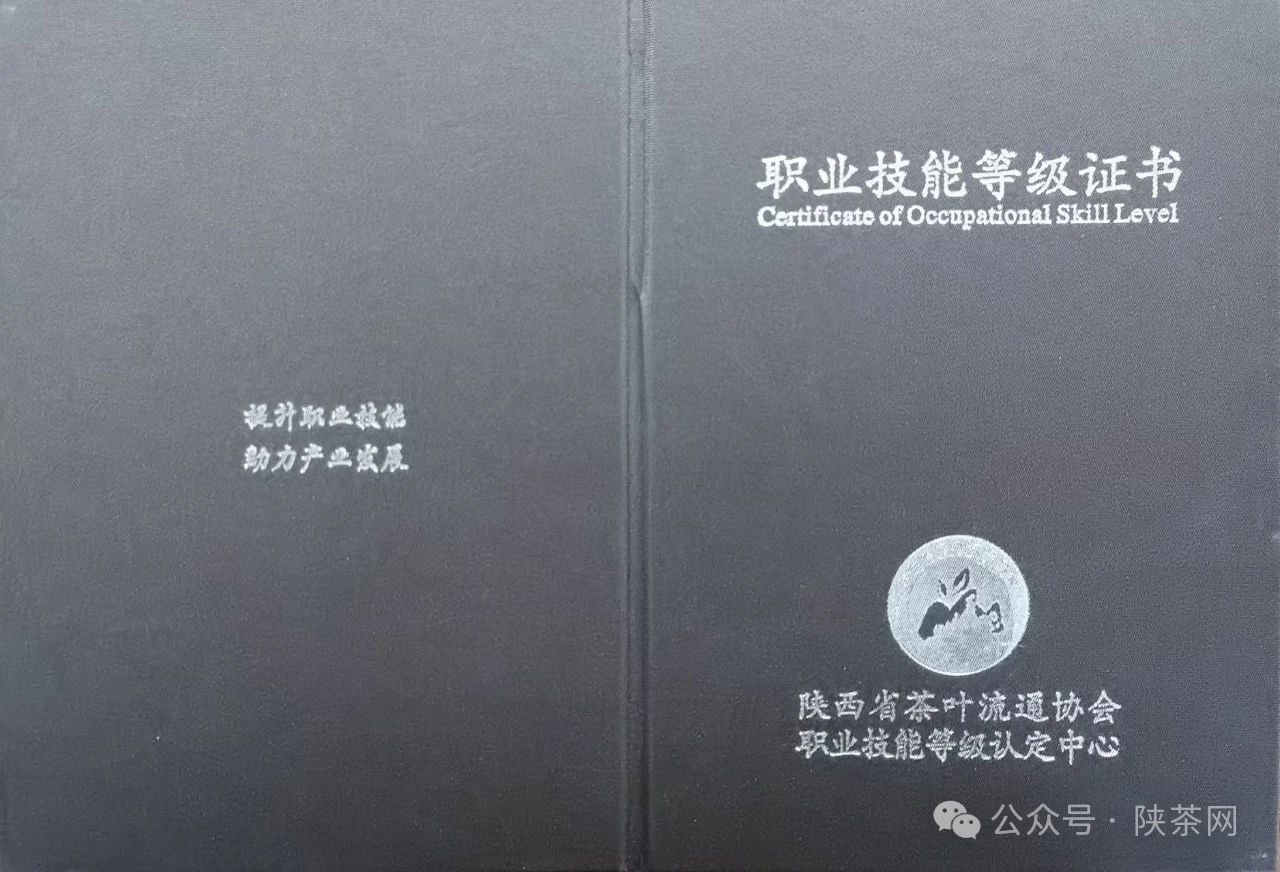 提升职业技能
助力产业发展
职业技能等级证书
Certificate of Occupational Skill Level
陕西省茶叶流通协会
职业技能等级认定中心
公众号 · 陕茶网